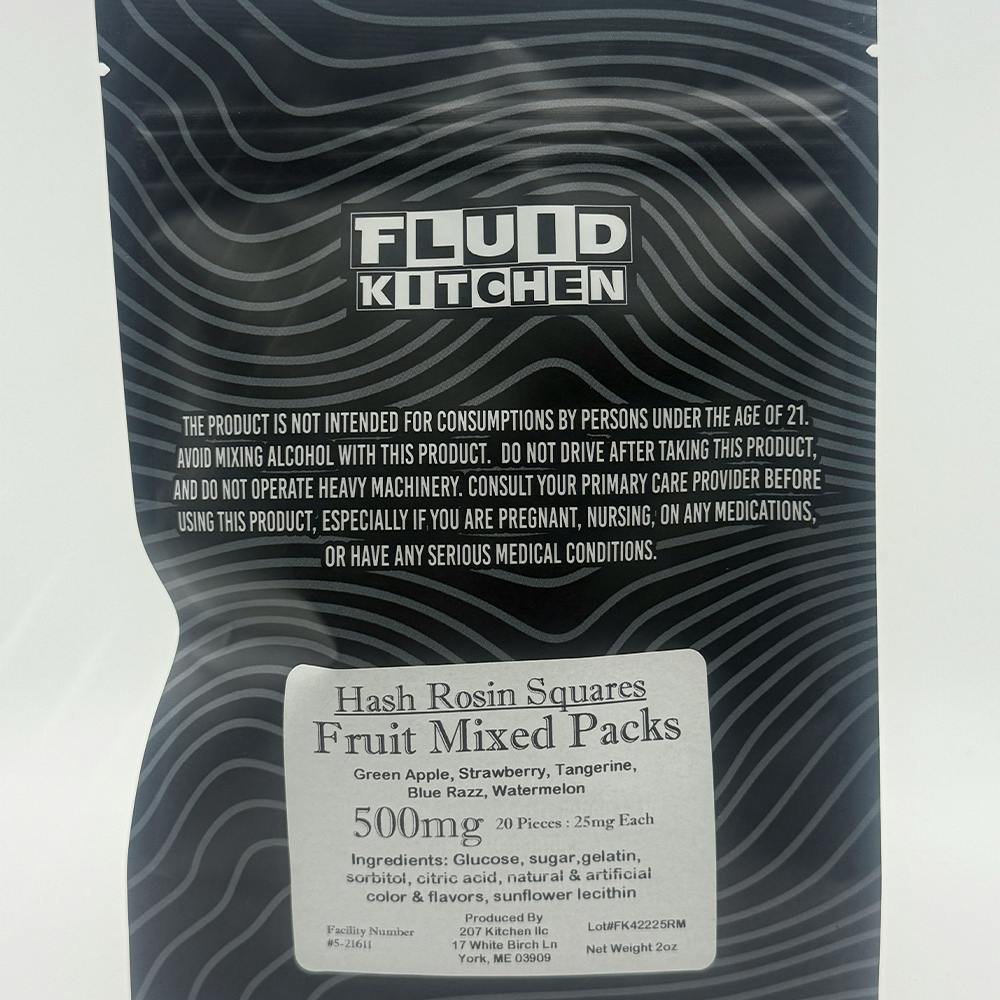 FLUID
KITCHEN
THE PRODUCT IS NOT INTENDED FOR CONSUMPTIONS BY PERSONS UNDER THE AGE OF 21.
AVOID MIXING ALCOHOL WITH THIS PRODUCT. DO NOT DRIVE AFTER TAKING THIS PRODUCT,
AND DO NOT OPERATE HEAVY MACHINERY. CONSULT YOUR PRIMARY CARE PROVIDER BEFORE
USING THIS PRODUCT, ESPECIALLY IF YOU ARE PREGNANT, NURSING, ON ANY MEDICATIONS,
OR HAVE ANY SERIOUS MEDICAL CONDITIONS.
Hash Rosin Squares
Fruit Mixed Packs
Green Apple, Strawberry, Tangerine,
Blue Razz, Watermelon
500mg 20 Pieces : 25mg Each
Ingredients: Glucose, sugar,gelatin,
sorbitol, citric acid, natural & artificial
color & flavors, sunflower lecithin
Facility Number
#5-21611
Produced By
207 Kitchen llc
17 White Birch Ln
York, ME 03909
Lot#FK42225RM
Net Weight 2oz